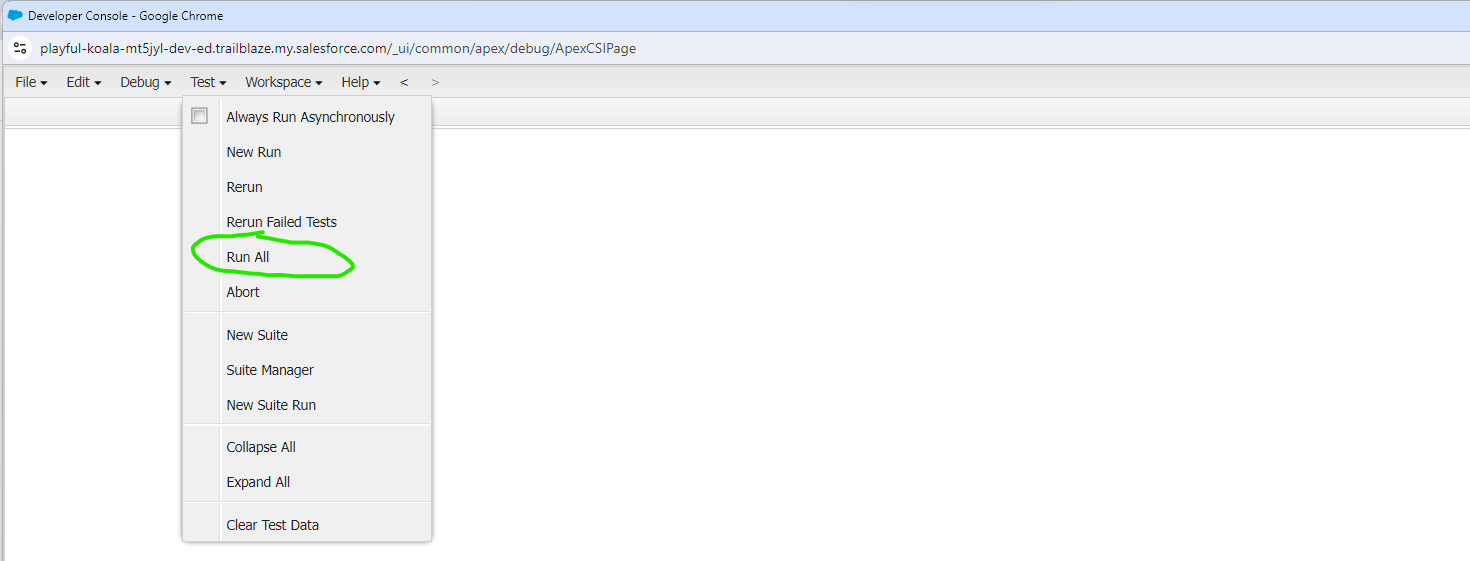 Developer Console - Google Chrome
playful-koala-mt5jyl-dev-ed.trailblaze.my.salesforce.com/_ui/common/apex/debug/ApexCSIPage
File Edit Debug Test Workspace Help < >
Always Run Asynchronously
New Run
Rerun
Rerun Failed Tests
Run All
Abort
New Suite
Suite Manager
New Suite Run
Collapse All
Expand All
Clear Test Data